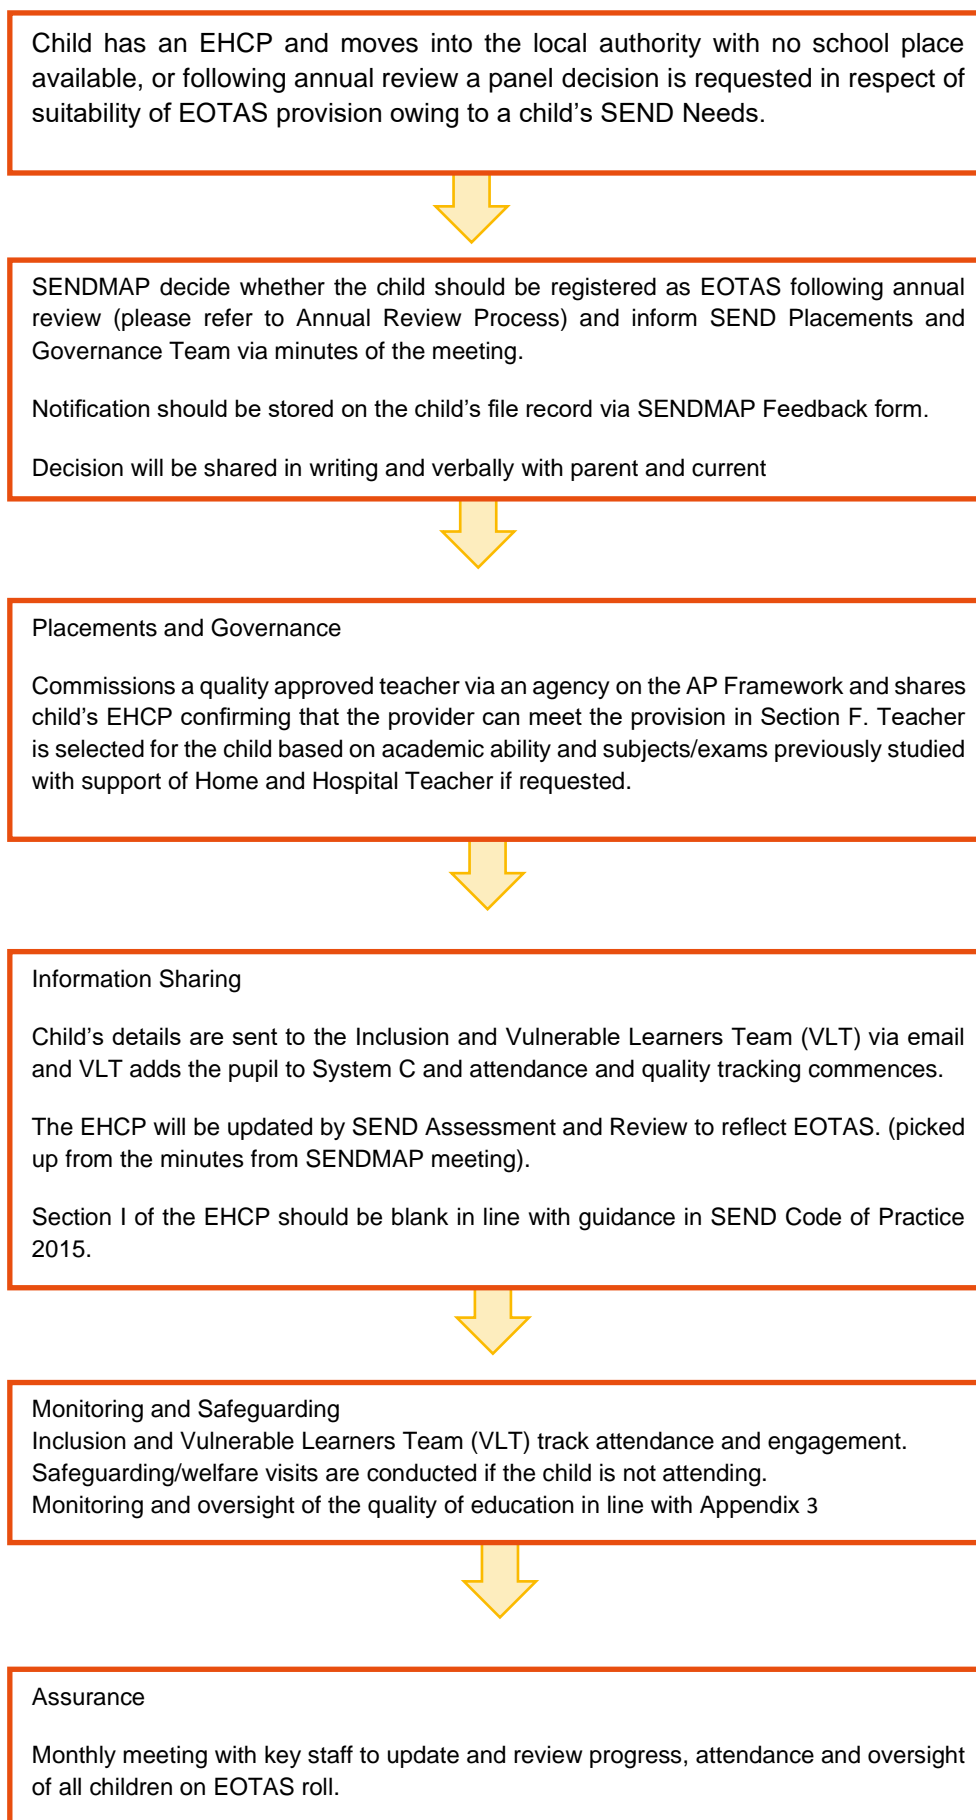 Child has an EHCP and moves into the local authority with no school place
available, or following annual review a panel decision is requested in respect of
suitability of EOTAS provision owing to a child's SEND Needs.
SENDMAP decide whether the child should be registered as EOTAS following annual
review (please refer to Annual Review Process) and inform SEND Placements and
Governance Team via minutes of the meeting.
Notification should be stored on the child's file record via SENDMAP Feedback form.
Decision will be shared in writing and verbally with parent and current
Placements and Governance
Commissions a quality approved teacher via an agency on the AP Framework and shares
child's EHCP confirming that the provider can meet the provision in Section F. Teacher
is selected for the child based on academic ability and subjects/exams previously studied
with support of Home and Hospital Teacher if requested.
Information Sharing
Child's details are sent to the Inclusion and Vulnerable Learners Team (VLT) via email
and VLT adds the pupil to System C and attendance and quality tracking commences.
The EHCP will be updated by SEND Assessment and Review to reflect EOTAS. (picked
up from the minutes from SENDMAP meeting).
Section I of the EHCP should be blank in line with guidance in SEND Code of Practice
2015.
Monitoring and Safeguarding
Inclusion and Vulnerable Learners Team (VLT) track attendance and engagement.
Safeguarding/welfare visits are conducted if the child is not attending.
Monitoring and oversight of the quality of education in line with Appendix 3
Assurance
Monthly meeting with key staff to update and review progress, attendance and oversight
of all children on EOTAS roll.